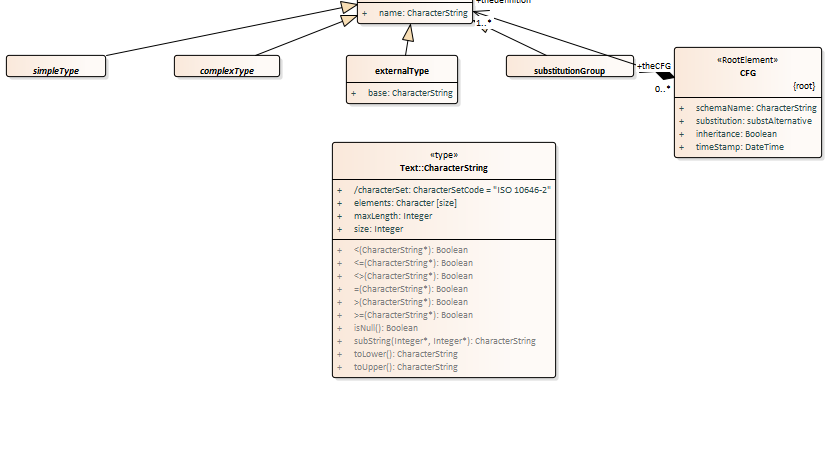 +theDefinition
+ name: CharacterString
1..*
simpleType
complexType
externalType
+ base: CharacterString
substitutionGroup
+theCFG
0..*
«RootElement»
CFG
{root}
+ schemaName: CharacterString
+ substitution: substAlternative
+ inheritance: Boolean
+ timeStamp: DateTime
«type»
Text::CharacterString
+ /characterSet: CharacterSetCode = "ISO 10646-2"
+ elements: Character [size]
+ maxLength: Integer
+ size: Integer
+ <(CharacterString*): Boolean
+ <=(CharacterString*): Boolean
+ <>(CharacterString*): Boolean
+ =(CharacterString*): Boolean
+ >(CharacterString*): Boolean
+ >=(CharacterString*): Boolean
+ isNull(): Boolean
+ subString(Integer*, Integer*): CharacterString
+ toLower(): CharacterString
+ toUpper(): CharacterString